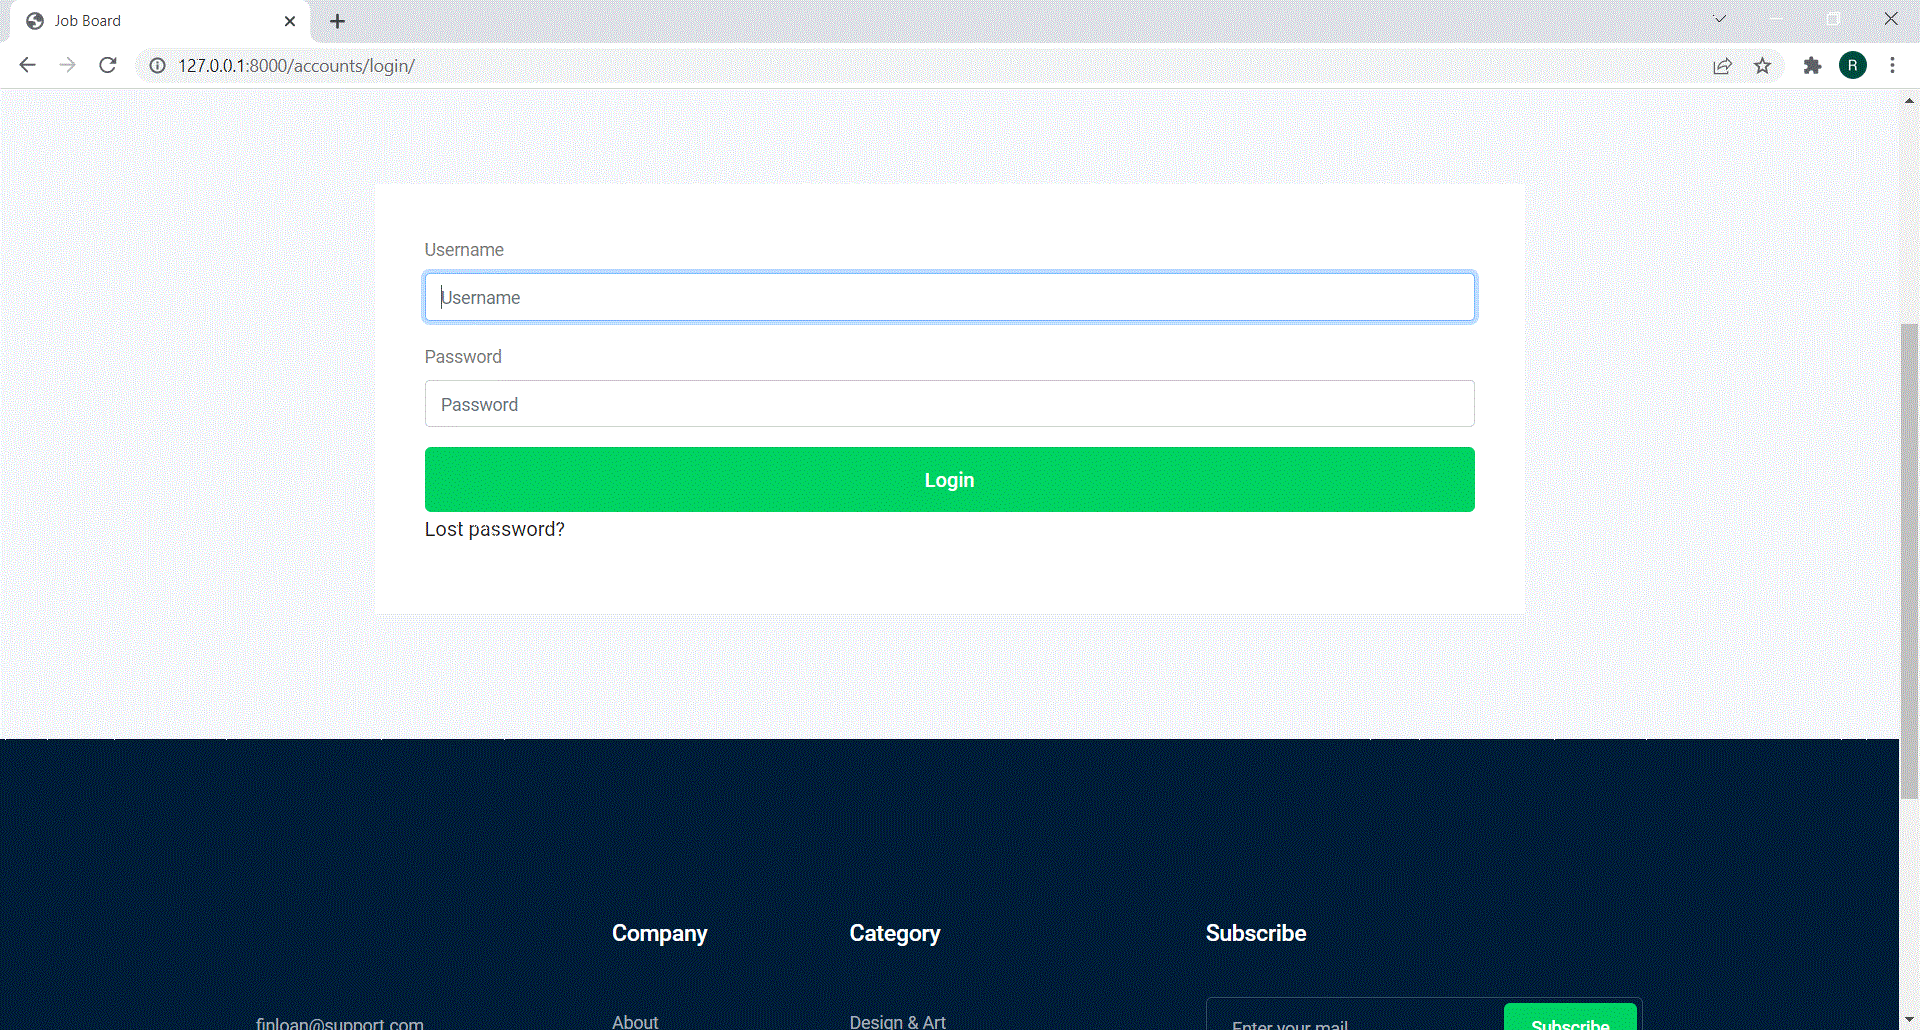 Job Board
127.0.0.1:8000/accounts/login/
R
Username
Username
Password
Password
Login
Lost password?
Company
Category
Subscribe
finloan@support.com
About
Design & Art
Enter your mail
Subscribe